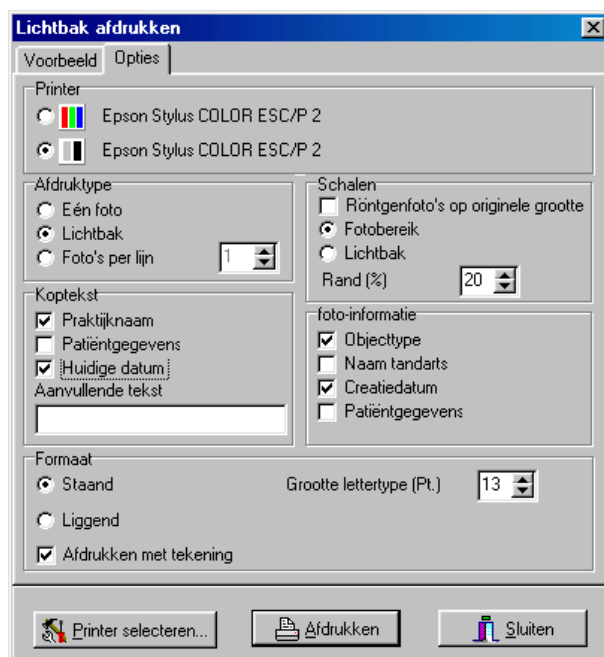 Lichtbak afdrukken
Voorbeeld Opties
Printer
Epson Stylus COLOR ESC/P 2
Epson Stylus COLOR ESC/P 2
Afdruktype
Eén foto
Lichtbak
Foto's per lijn 1
Schalen
Röntgenfoto's op originele grootte
Fotobereik
Lichtbak
Rand (%) 20
Koptekst
Praktijknaam
Patiëntgegevens
Huidige datum
Aanvullende tekst
foto-informatie
Objecttype
Naam tandarts
Creatiedatum
Patiëntgegevens
Formaat
Staand
Grootte lettertype (Pt.) 13
Liggend
Afdrukken met tekening
Printer selecteren... Afdrukken Sluiten